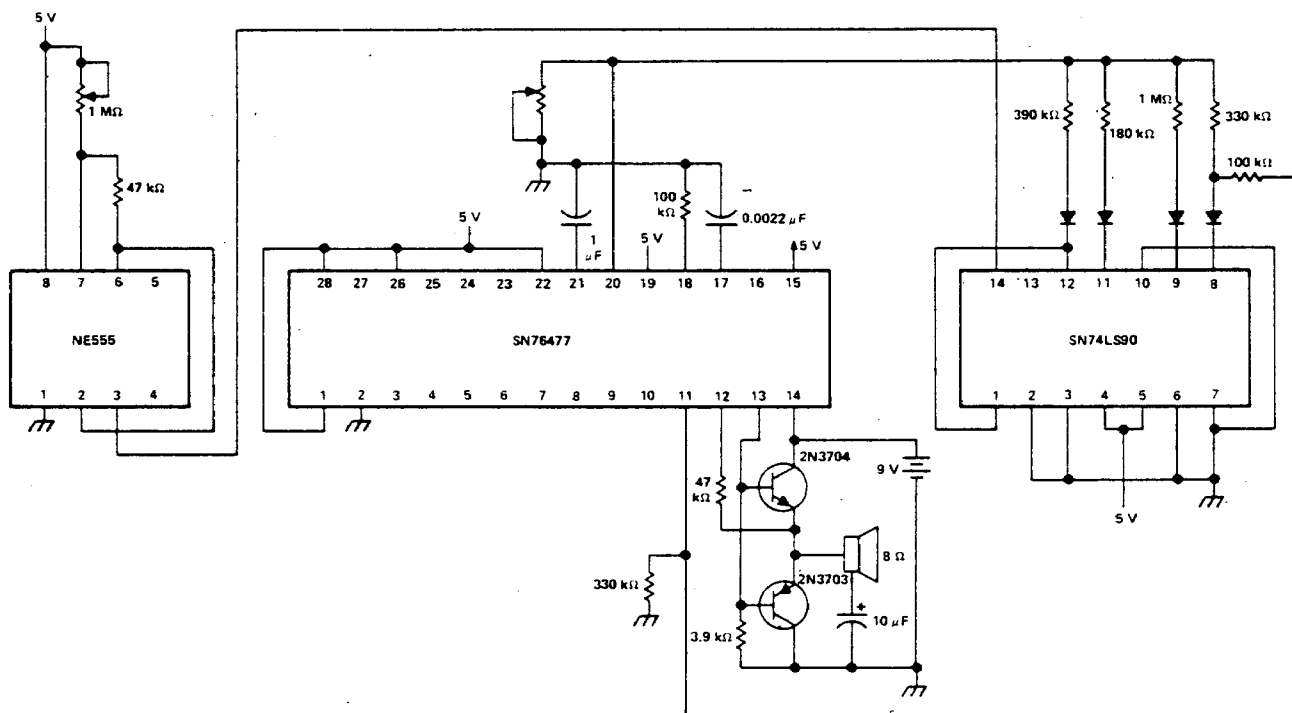 5 V
1 MΩ
47 kΩ
8 7 6 5
NE555
1 2 3 4
5 V
1 μF
100 kΩ
5 V
0.0022 μF
5 V
28 27 26 25 24 23 22 21 20 19 18 17 16 15
SN76477
1 2 3 4 5 6 7 8 9 10 11 12 13 14
390 kΩ
180 kΩ
1 MΩ
330 kΩ
100 kΩ
14 13 12 11 10 9 8
SN74LS90
1 2 3 4 5 6 7
5 V
2N3704
9 V
47 kΩ
8 Ω
2N3703
330 kΩ
3.9 kΩ
+
10 μF